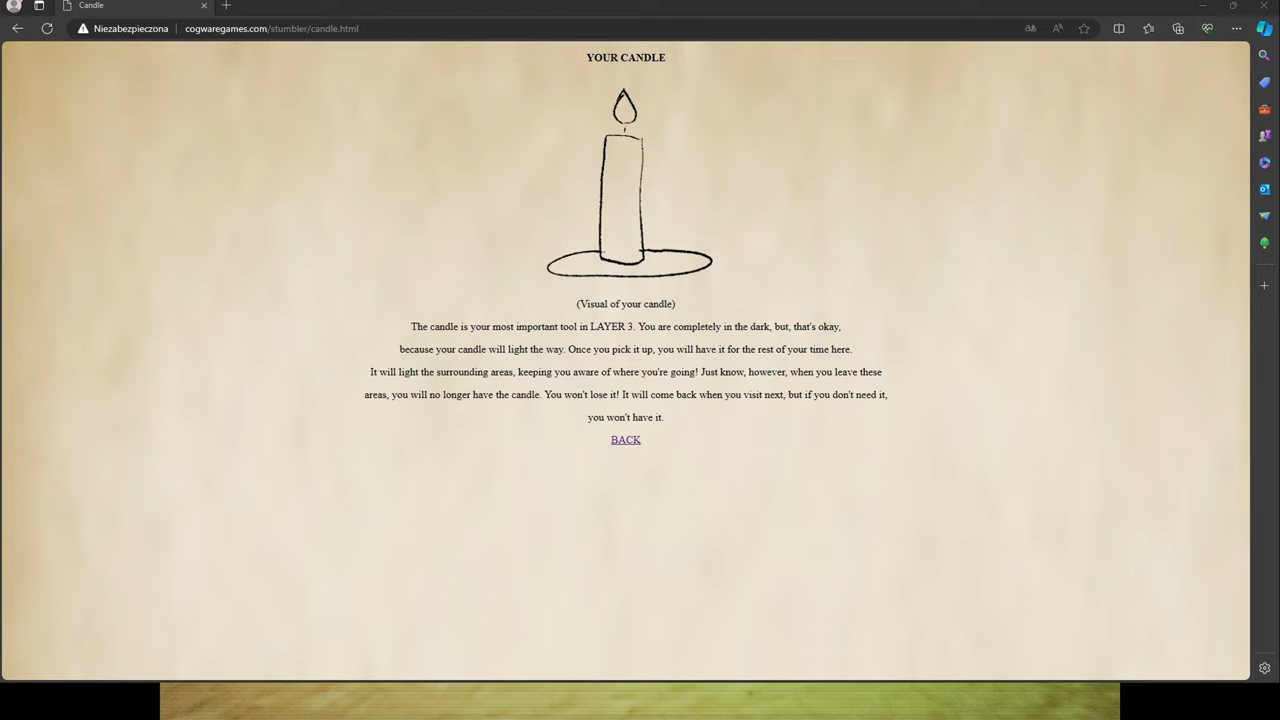 Candle
Niezabezpieczona
cogwaregames.com/stumbler/candle.html
YOUR CANDLE
(Visual of your candle)
The candle is your most important tool in LAYER 3. You are completely in the dark, but, that's okay,
because your candle will light the way. Once you pick it up, you will have it for the rest of your time here.
It will light the surrounding areas, keeping you aware of where you're going! Just know, however, when you leave these
areas, you will no longer have the candle. You won't lose it! It will come back when you visit next, but if you don't need it,
you won't have it.
BACK